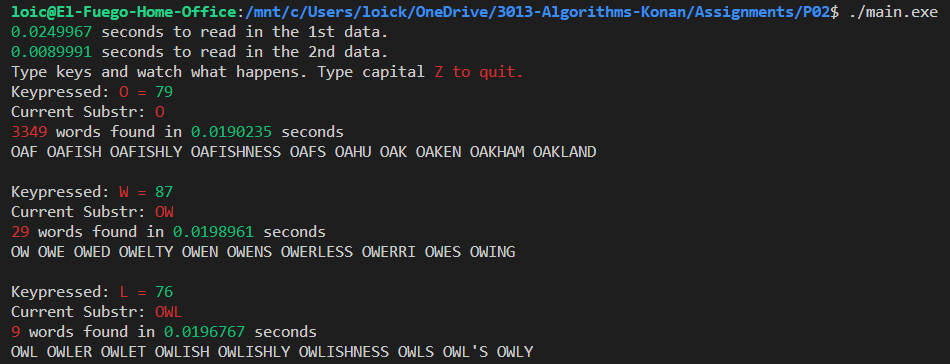 loic@El-Fuego-Home-Office:/mnt/c/Users/loick/OneDrive/3013-Algorithms-Konan/Assignments/P02$ ./main.exe
0.0249967 seconds to read in the 1st data.
0.0089991 seconds to read in the 2nd data.
Type keys and watch what happens. Type capital Z to quit.
Keypressed: O = 79
Current Substr: O
3349 words found in 0.0190235 seconds
OAF OAFISH OAFISHLY OAFISHNESS OAFS OAHU OAK OAKEN OAKHAM OAKLAND
Keypressed: W = 87
Current Substr: OW
29 words found in 0.0198961 seconds
OW OWE OWED OWELTY OWEN OWENS OWERLESS OWERRI OWES OWING
Keypressed: L = 76
Current Substr: OWL
9 words found in 0.0196767 seconds
OWL OWLER OWLET OWLISH OWLISHLY OWLISHNESS OWLS OWL'S OWLY